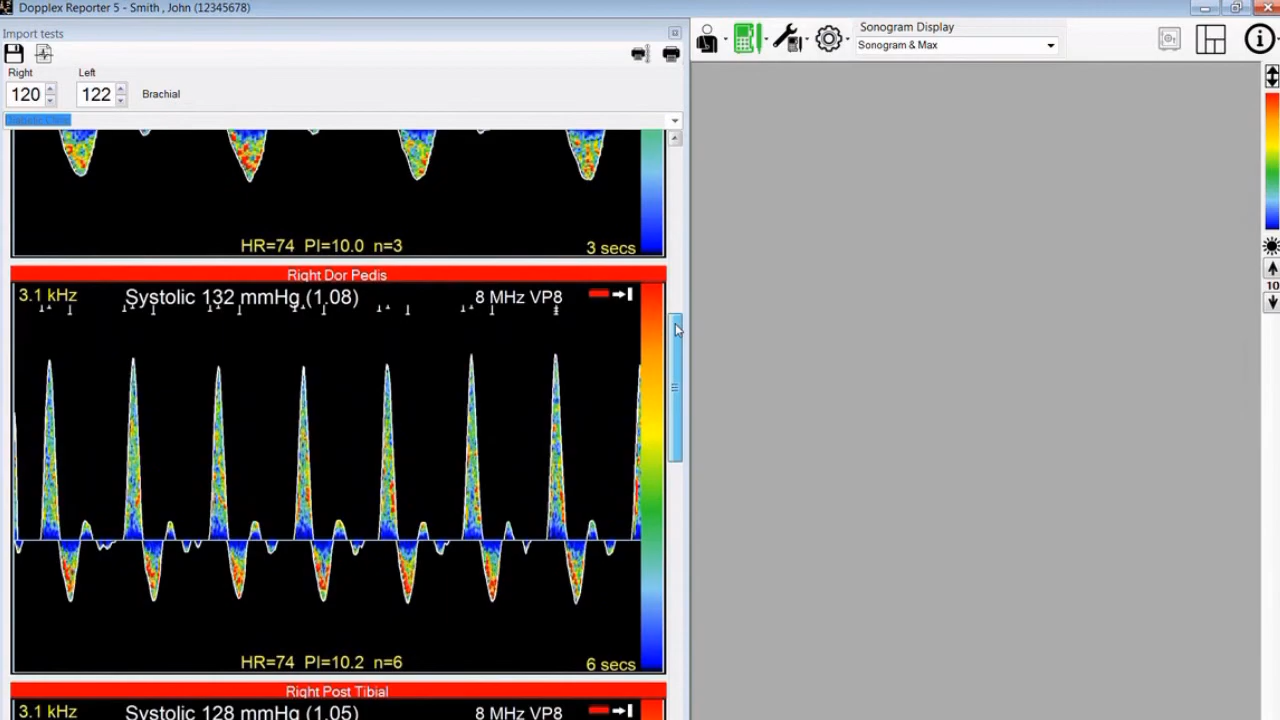 Dopplex Reporter 5 - Smith , John (12345678)
Import tests
Sonogram Display
Sonogram & Max
Right Left
120 122 Brachial
HR=74 PI=10.0 n=3 3 secs
Right Dor Pedis
3.1 kHz Systolic 132 mmHg (1.08) 8 MHz VP8
10
HR=74 PI=10.2 n=6 6 secs
Right Post Tibial
3.1 kHz Systolic 128 mmHg (1.05) 8 MHz VP8